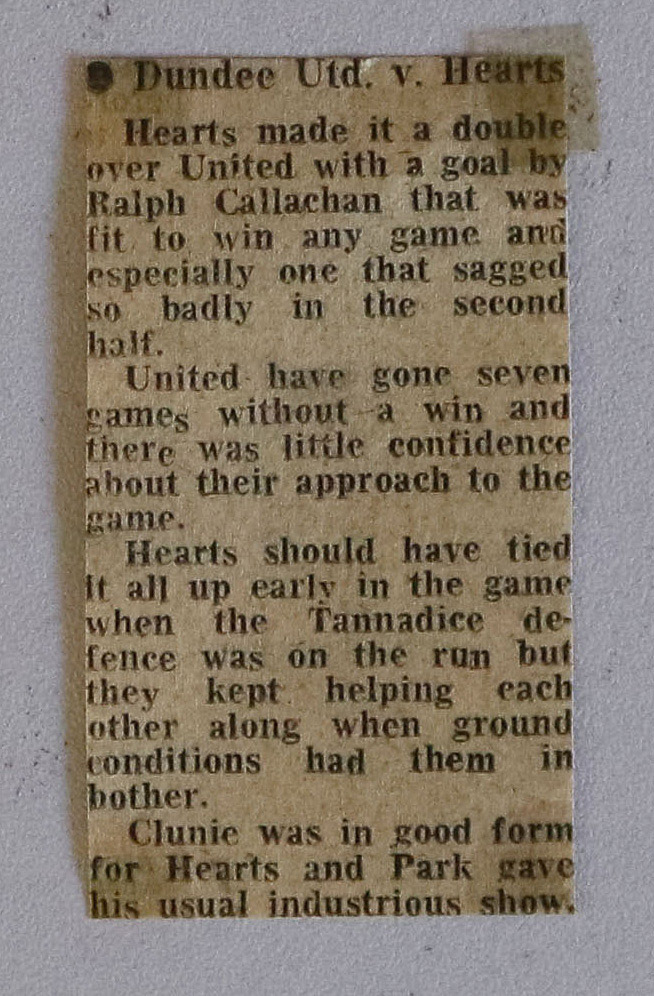 ● Dundee Utd. v. Hearts
Hearts made it a double
over United with a goal by
Ralph Callachan that was
fit to win any game and
especially one that sagged
so badly in the second
half.
United have gone seven
games without a win and
there was little confidence
about their approach to the
game.
Hearts should have tied
it all up early in the game
when the Tannadice de-
fence was on the run but
they kept helping each
other along when ground
conditions had them in
bother.
Clunie was in good form
for Hearts and Park gave
his usual industrious show.